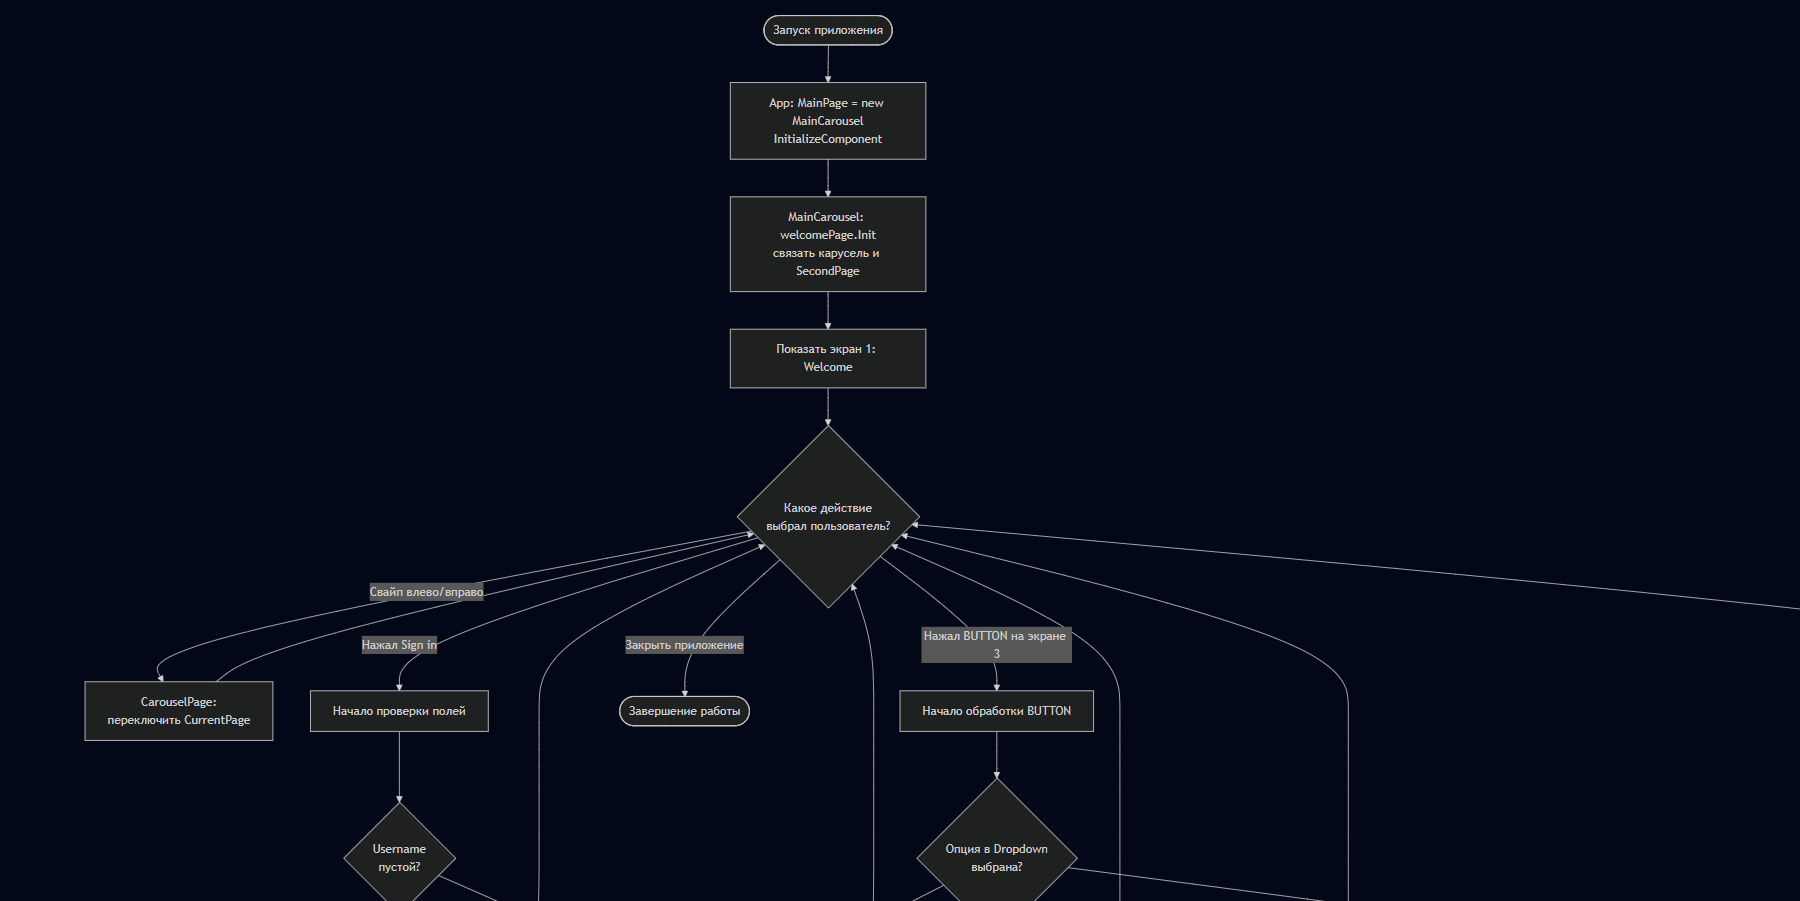 Запуск приложения
App: MainPage = new
MainCarousel
InitializeComponent
MainCarousel:
welcomePage.Init
связать карусель и
SecondPage
Показать экран 1:
Welcome
Какое действие
выбрал пользователь?
Свайп влево/вправо
Нажал Sign in
Закрыть приложение
Нажал BUTTON на экране
3
CarouselPage:
переключить CurrentPage
Начало проверки полей
Завершение работы
Начало обработки BUTTON
Username
пустой?
Опция в Dropdown
выбрана?